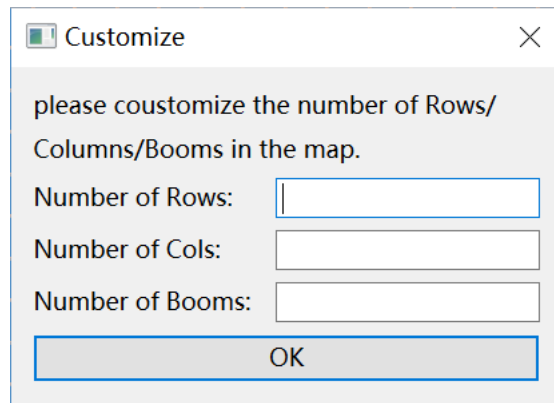 Customize
please coustomize the number of Rows/
Columns/Booms in the map.
Number of Rows:
Number of Cols:
Number of Booms:
OK